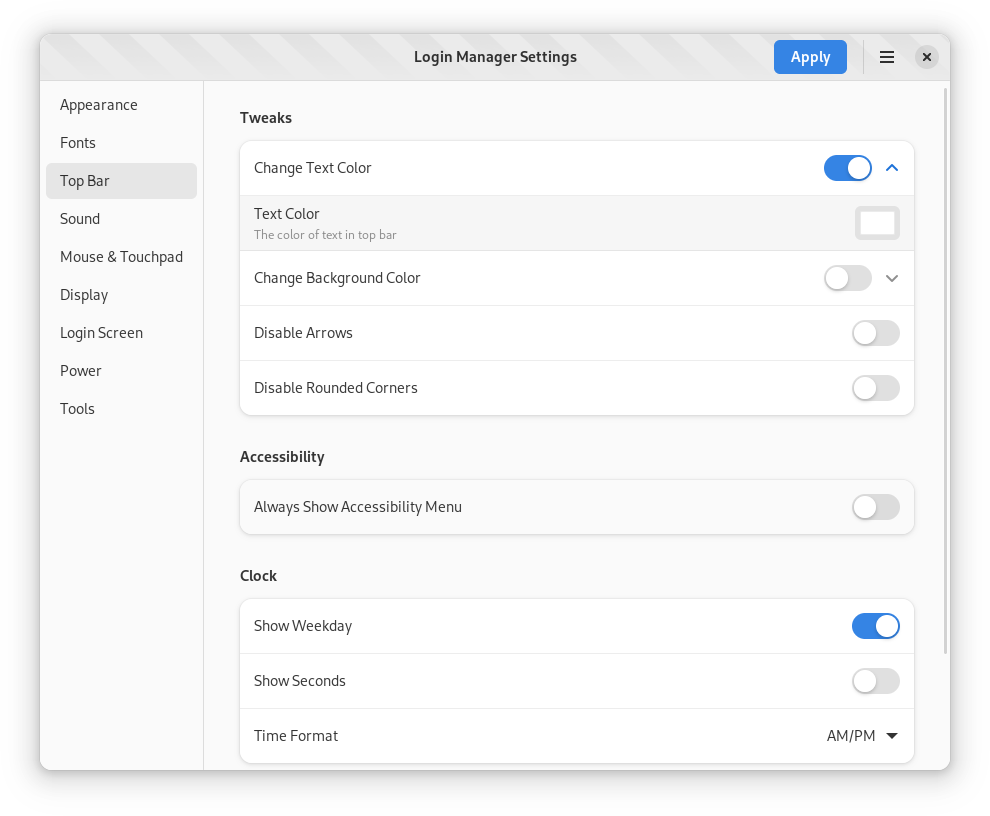 Login Manager Settings
Apply
Appearance
Fonts
Top Bar
Sound
Mouse & Touchpad
Display
Login Screen
Power
Tools
Tweaks
Change Text Color
Text Color
The color of text in top bar
Change Background Color
Disable Arrows
Disable Rounded Corners
Accessibility
Always Show Accessibility Menu
Clock
Show Weekday
Show Seconds
Time Format AM/PM